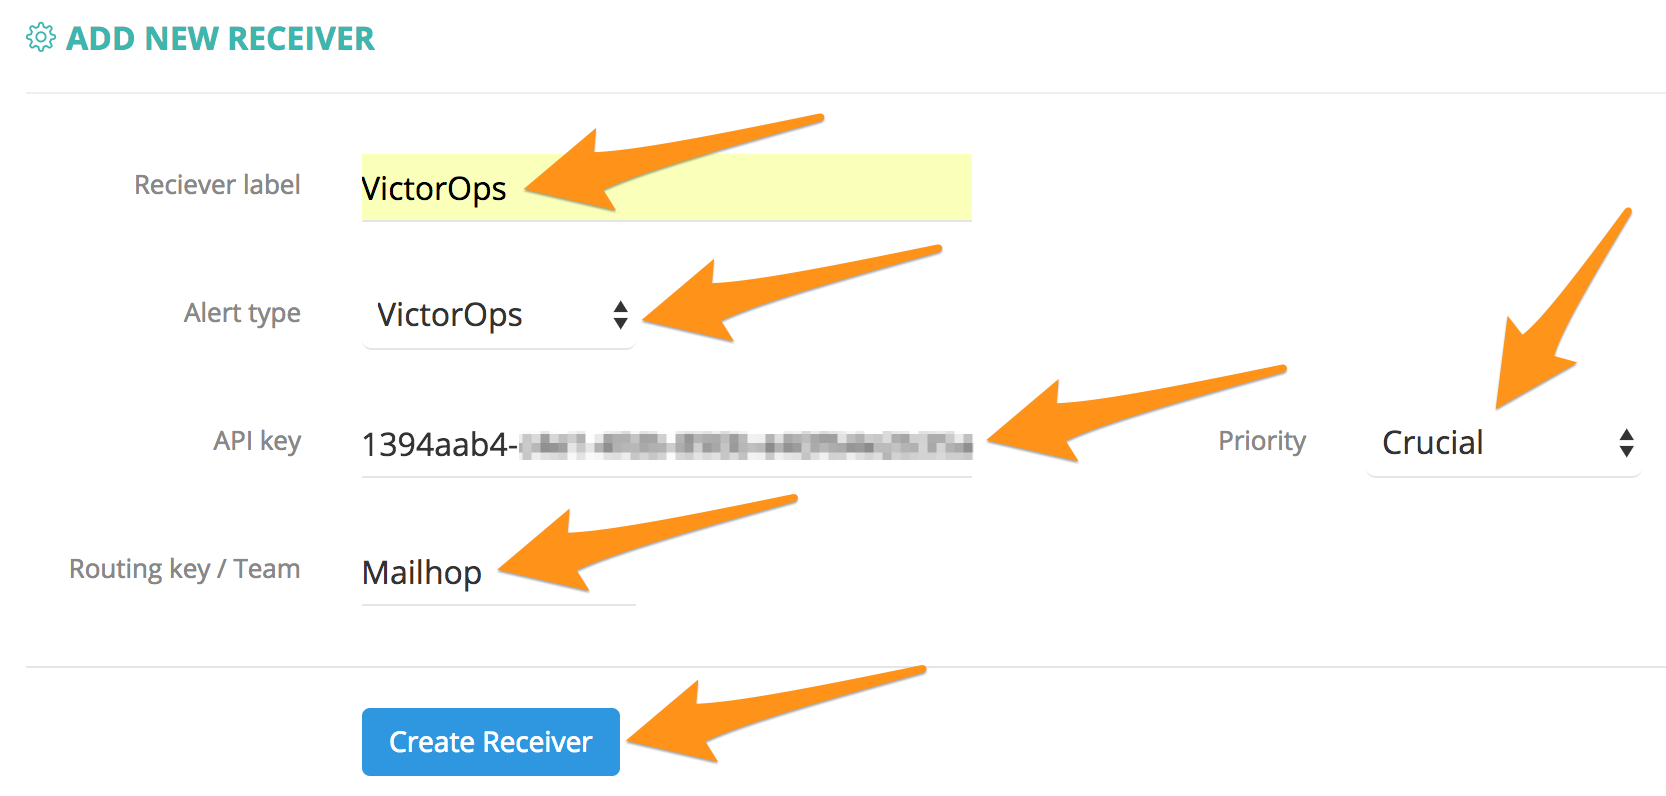 ADD NEW RECEIVER
Reciever label VictorOps
Alert type VictorOps
API key 1394aab4- Priority Crucial
Routing key / Team Mailhop
Create Receiver